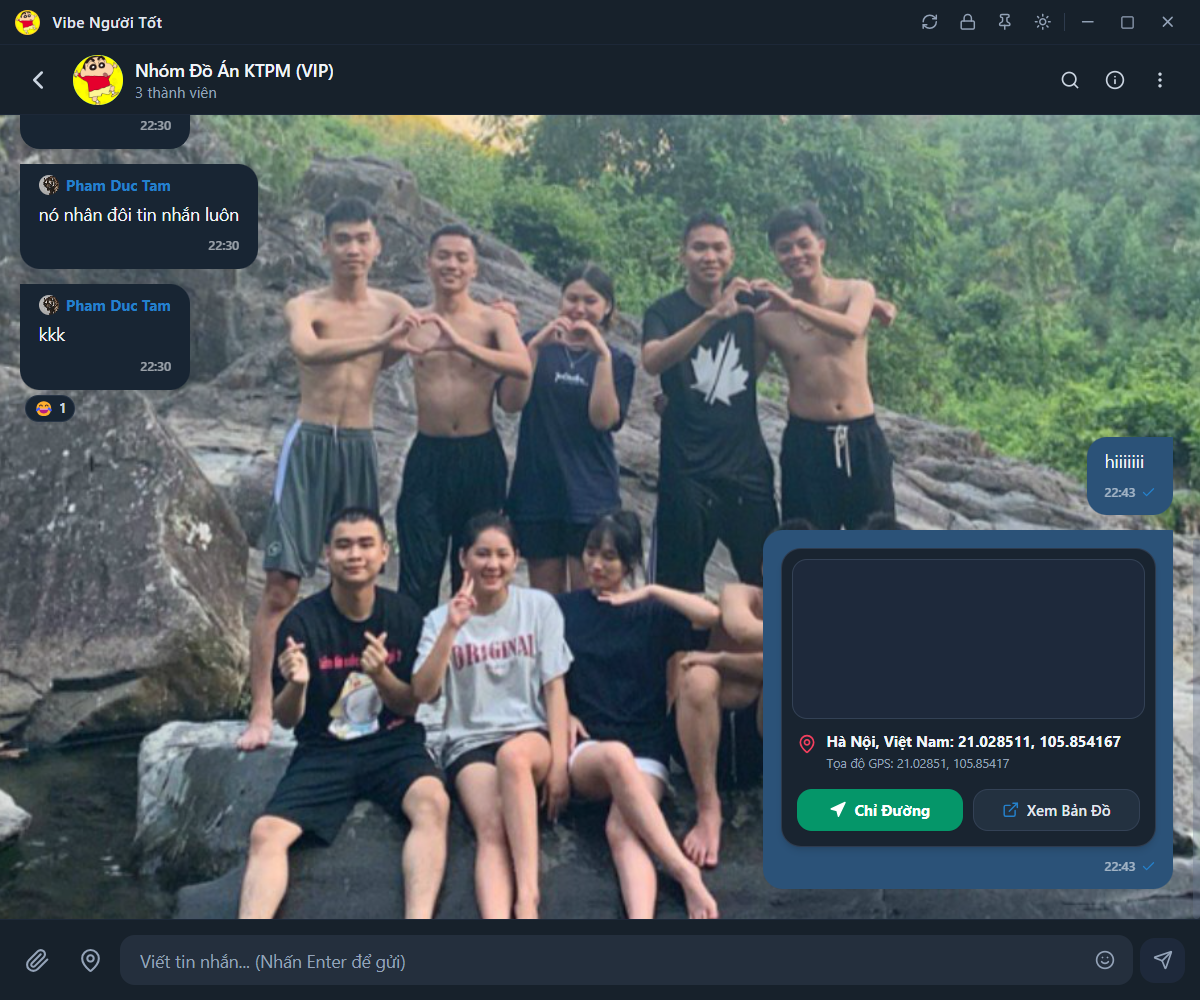 Vibe Người Tốt
Nhóm Đồ Án KTPM (VIP)
3 thành viên
22:30
Pham Duc Tam
nó nhân đôi tin nhắn luôn
22:30
Pham Duc Tam
kkk
22:30
😂 1
hiiiiiii
22:43
ORIGINAL
Hà Nội, Việt Nam: 21.028511, 105.854167
Tọa độ GPS: 21.02851, 105.85417
Chỉ Đường
Xem Bản Đồ
22:43
Viết tin nhắn... (Nhấn Enter để gửi)